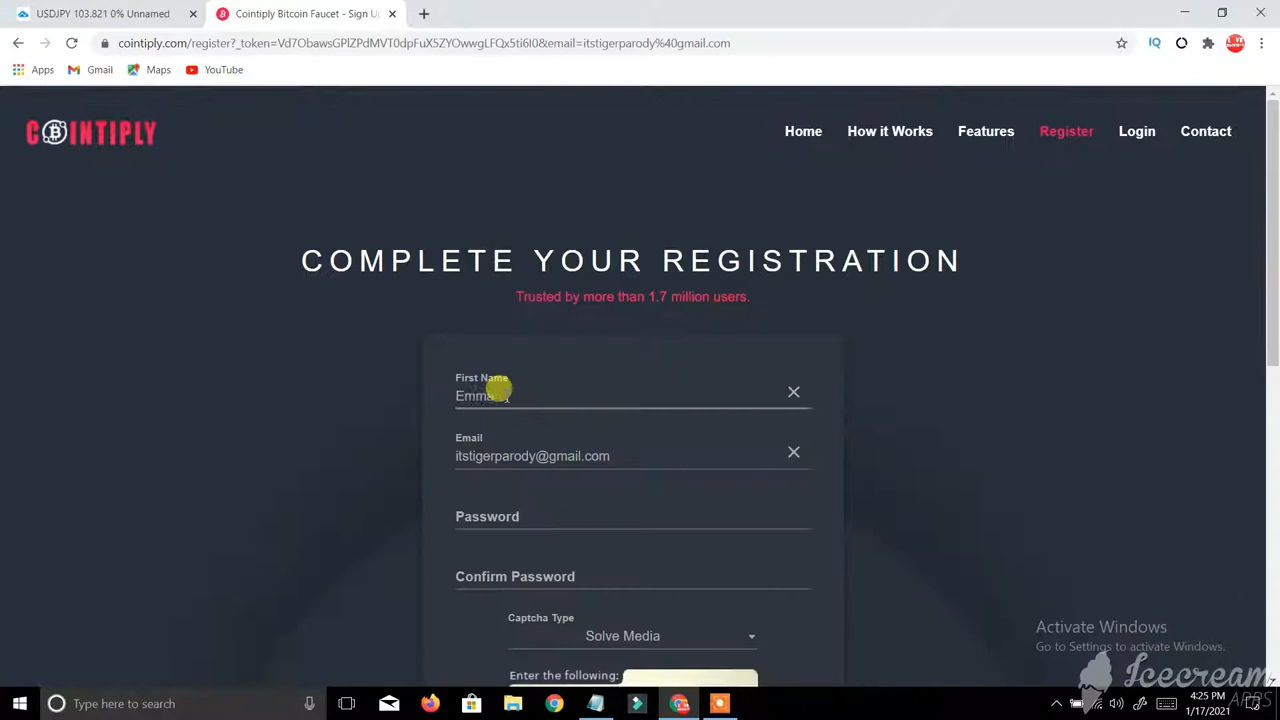 USDJPY 103.821 0% Unnamed
Cointiply Bitcoin Faucet - Sign Up
cointiply.com/register?_token=Vd7ObawsGPlZPdMVT0dpFuX5ZYOwwgLFQx5ti6I0&email=itstigerparody%40gmail.com
Apps Gmail Maps YouTube
COINTIPLY
Home How it Works Features Register Login Contact
COMPLETE YOUR REGISTRATION
Trusted by more than 1.7 million users.
First Name
Email
itstigerparody@gmail.com
Password
Confirm Password
Captcha Type
Solve Media
Enter the following:
Activate Windows
Go to Settings to activate Windows.
Icecream
APPS
Type here to search
4:25 PM
1/17/2021